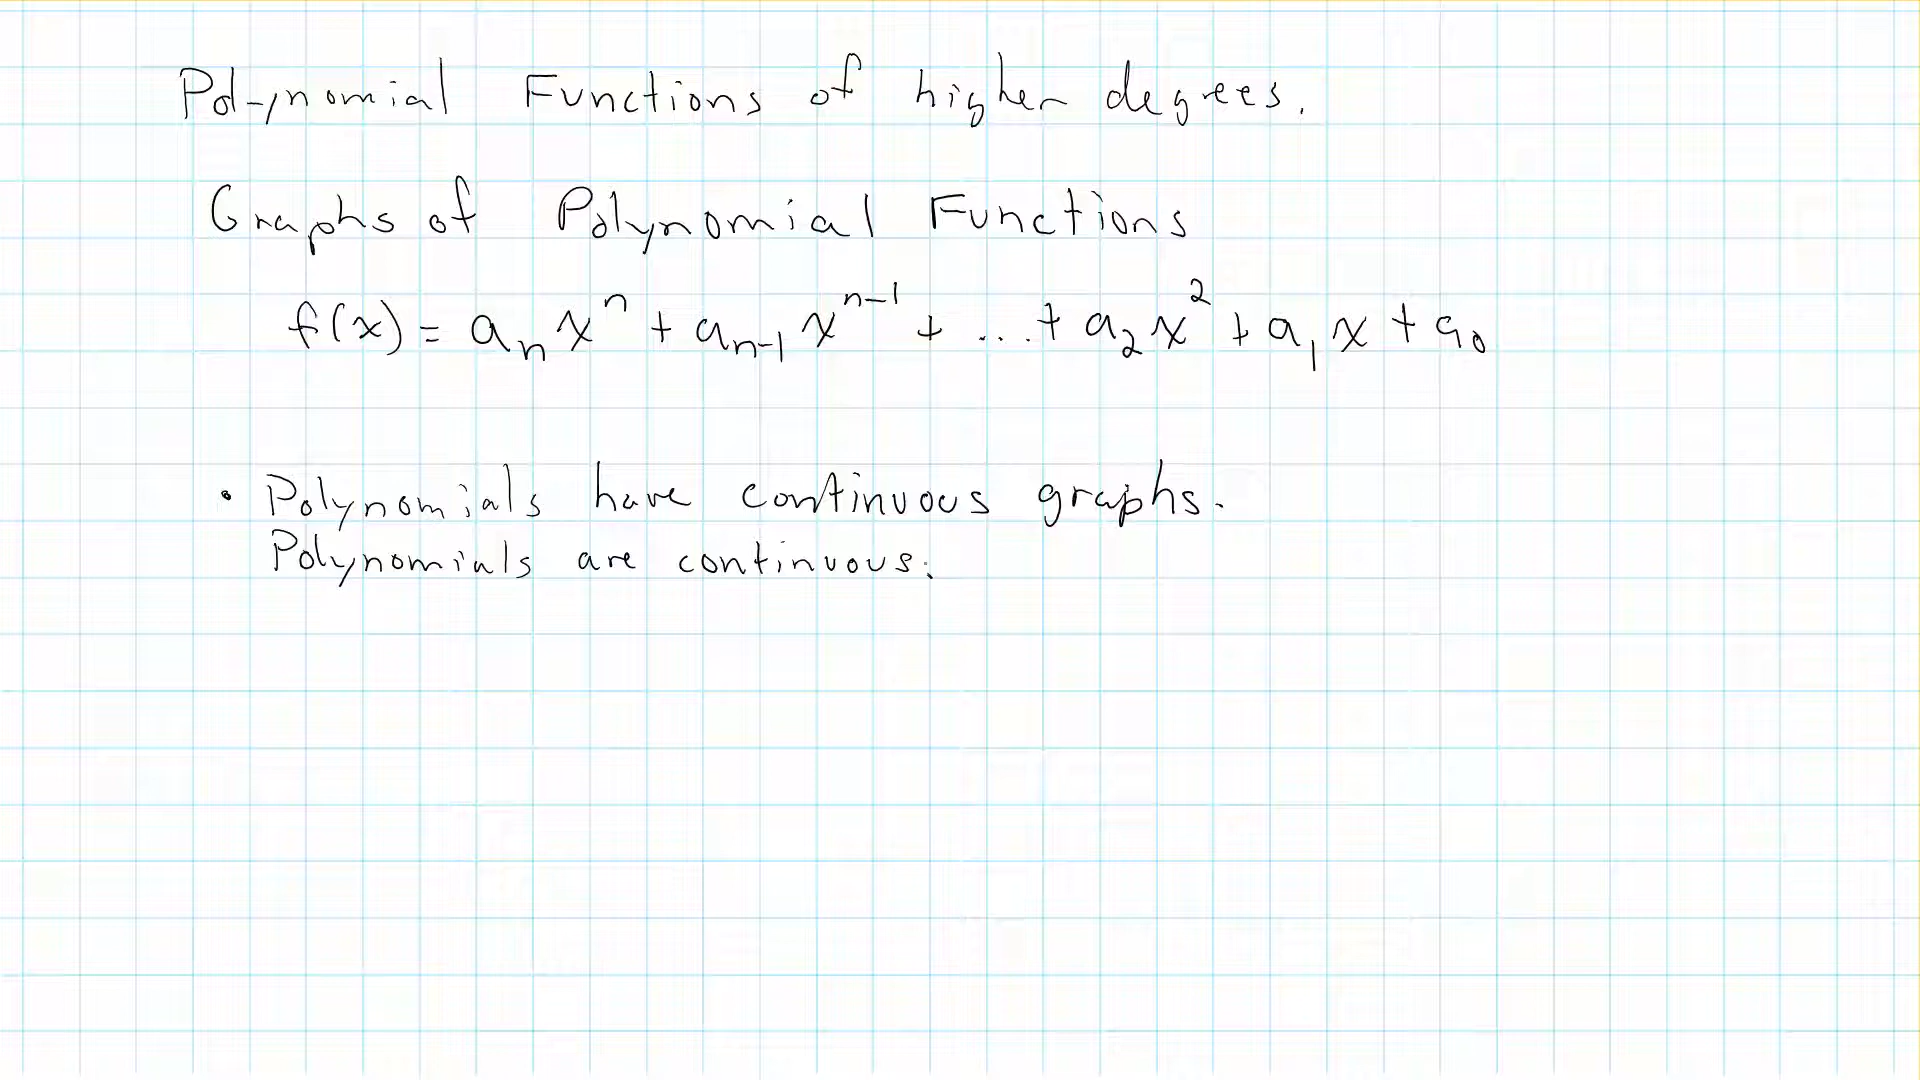 Polynomial Functions of higher degrees.
Graphs of Polynomial Functions
f(x) = aₙxⁿ + aₙ₋₁xⁿ⁻¹ + ... + a₂x² + a₁x + a₀
• Polynomials have continuous graphs.
Polynomials are continuous.